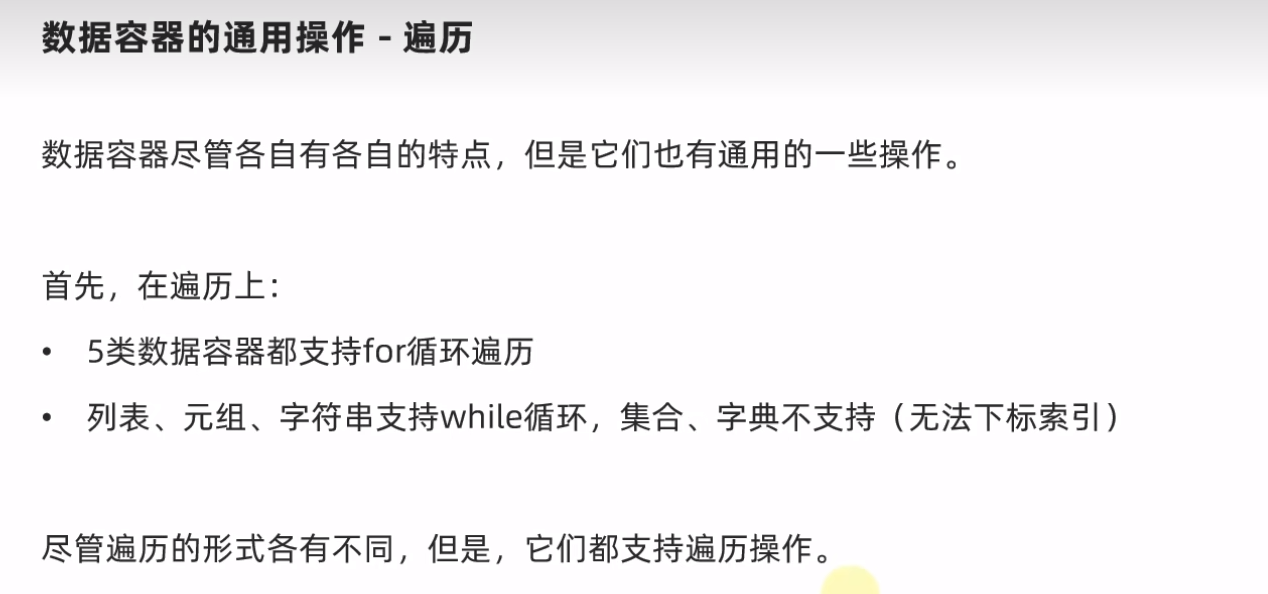 数据容器的通用操作 - 遍历
数据容器尽管各自有各自的特点，但是它们也有通用的一些操作。
首先，在遍历上：
• 5类数据容器都支持for循环遍历
• 列表、元组、字符串支持while循环，集合、字典不支持（无法下标索引）
尽管遍历的形式各有不同，但是，它们都支持遍历操作。